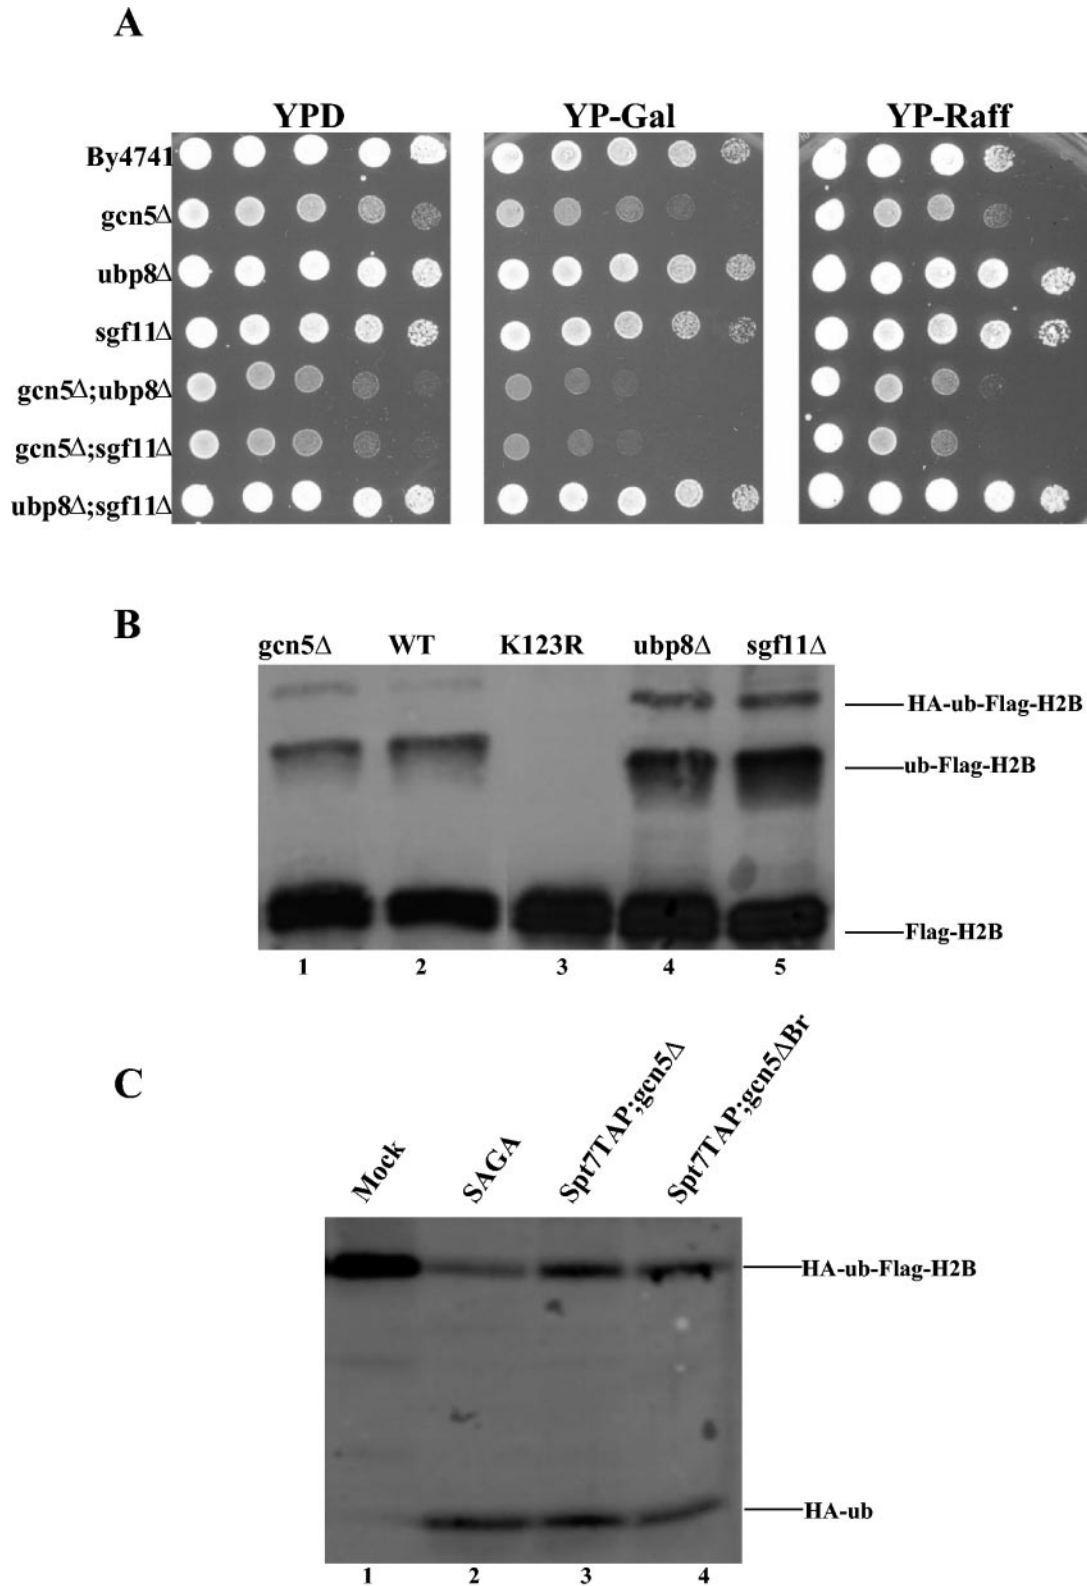 A
YPD YP-Gal YP-Raff
By4741
gcn5Δ
ubp8Δ
sgf11Δ
gcn5Δ;ubp8Δ
gcn5Δ;sgf11Δ
ubp8Δ;sgf11Δ
B
gcn5Δ WT K123R ubp8Δ sgf11Δ
HA-ub-Flag-H2B
ub-Flag-H2B
Flag-H2B
1 2 3 4 5
C
Mock SAGA Spt7TAP;gcn5Δ Spt7TAP;gcn5ΔBr
HA-ub-Flag-H2B
HA-ub
1 2 3 4